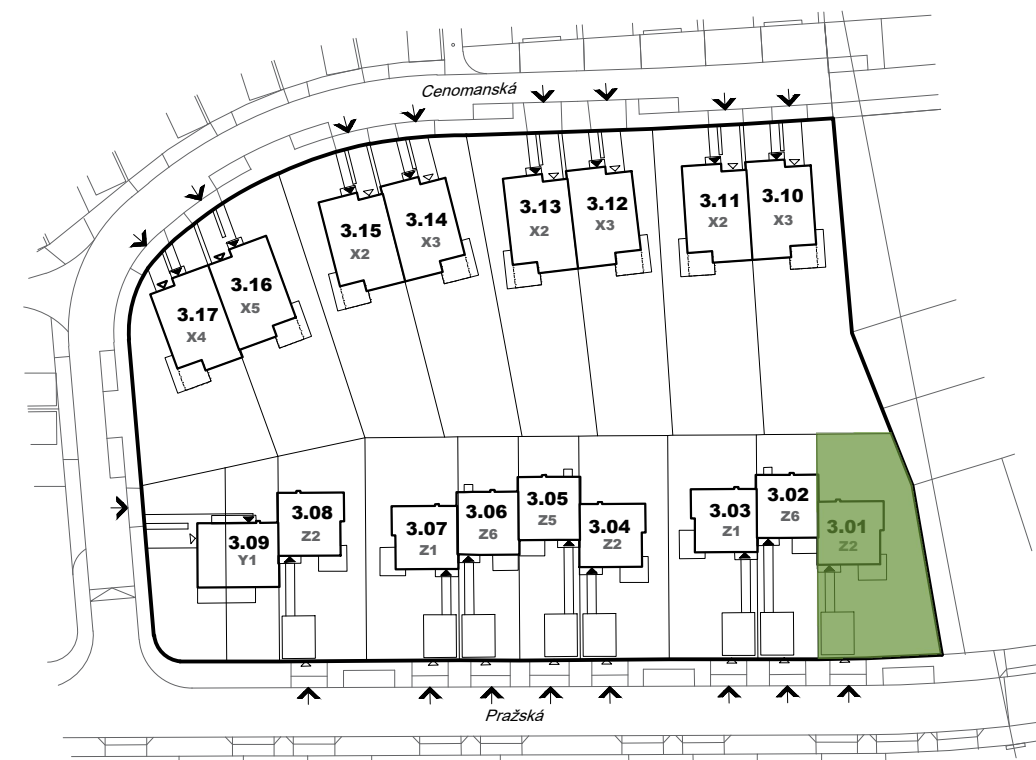 Cenomanská
3.10
X3
3.11
X2
3.12
X3
3.13
X2
3.14
X3
3.15
X2
3.16
X5
3.17
X4
3.09
Y1
3.08
Z2
3.07
Z1
3.06
Z6
3.05
Z5
3.04
Z2
3.03
Z1
3.02
Z6
3.01
Z2
Pražská